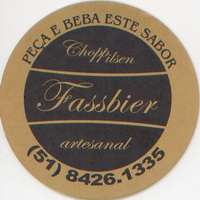 PEÇA E BEBA ESTE SABOR
Chopp Pilsen
Fassbier
artesanal
(51) 8426.1335